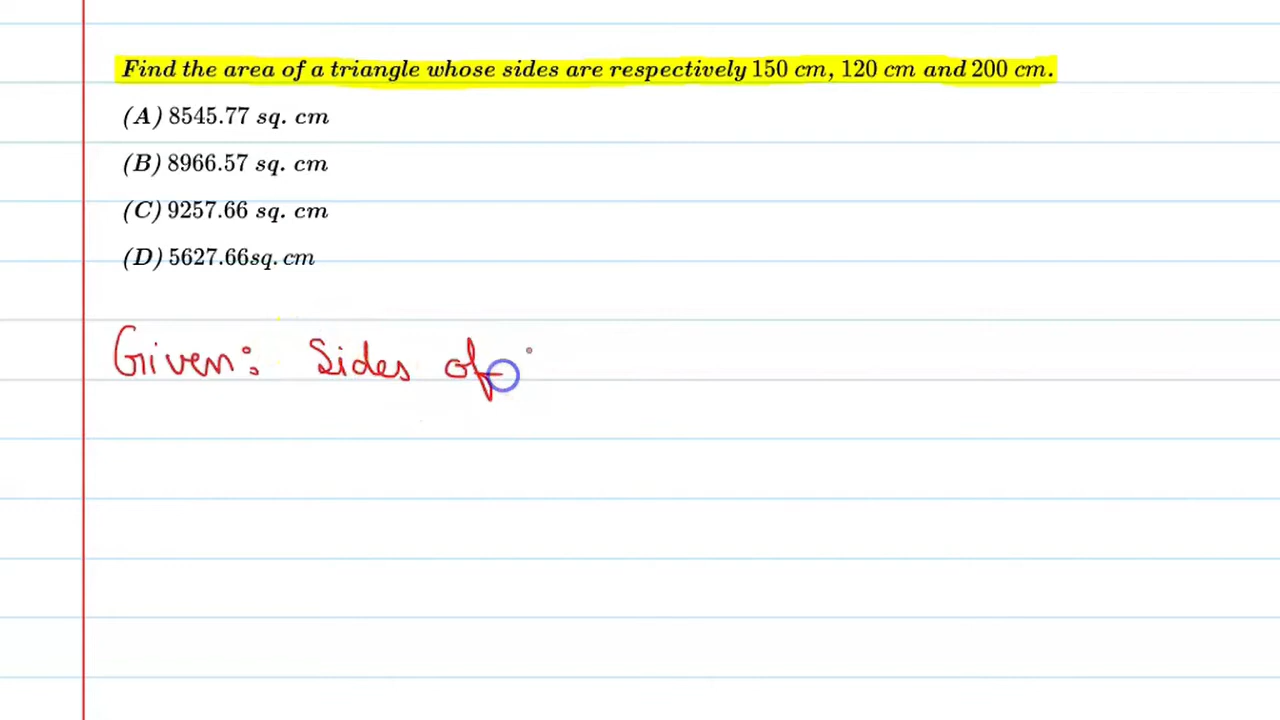 Find the area of a triangle whose sides are respectively 150 cm, 120 cm and 200 cm.
(A) 8545.77 sq. cm
(B) 8966.57 sq. cm
(C) 9257.66 sq. cm
(D) 5627.66sq. cm
Given: Sides of